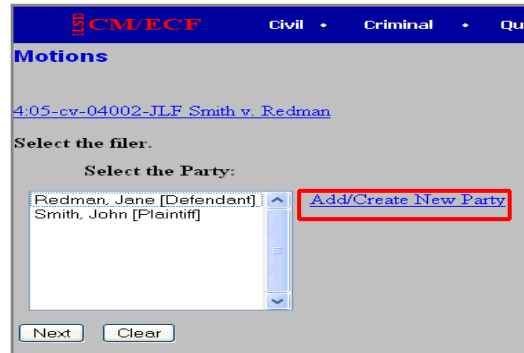 ILSD CM/ECF Civil • Criminal • Qu
Motions
4:05-cv-04002-JLF Smith v. Redman
Select the filer.
Select the Party:
Redman, Jane [Defendant] Add/Create New Party
Smith, John [Plaintiff]
Next Clear